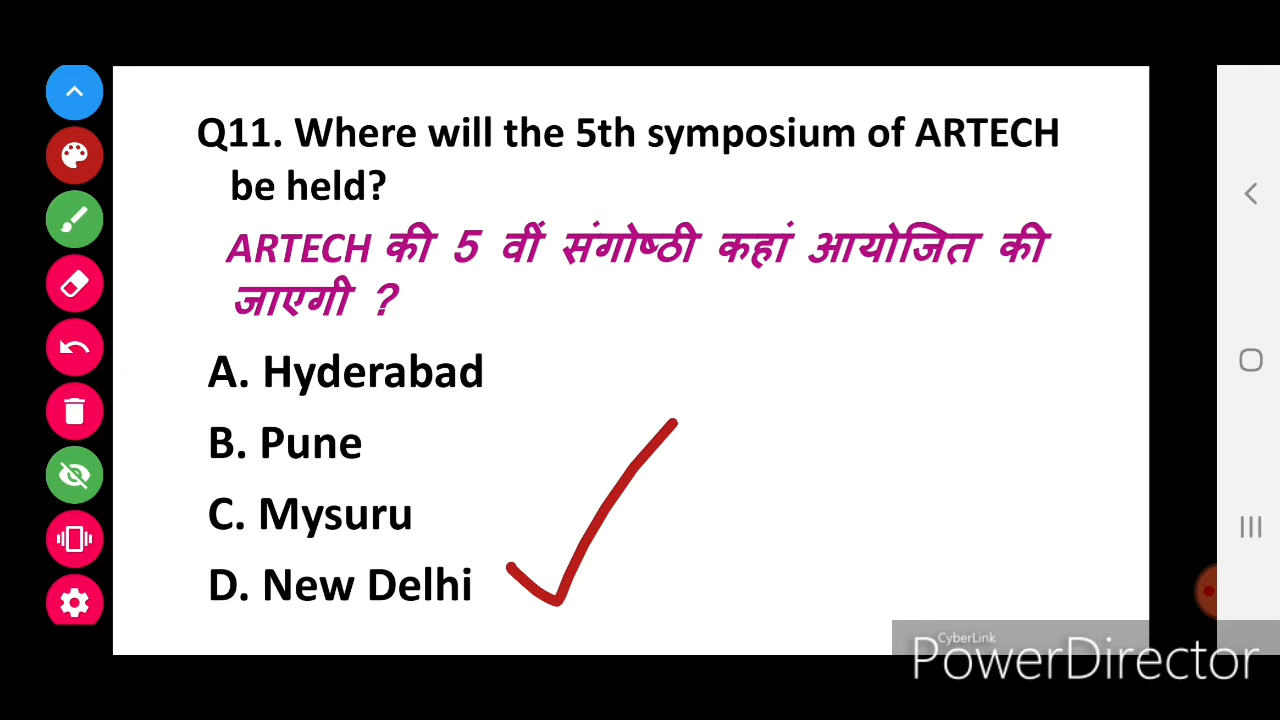 Q11. Where will the 5th symposium of ARTECH
be held?
ARTECH की 5 वीं संगोष्ठी कहां आयोजित की
जाएगी ?
A. Hyderabad
B. Pune
C. Mysuru
D. New Delhi
CyberLink
PowerDirector